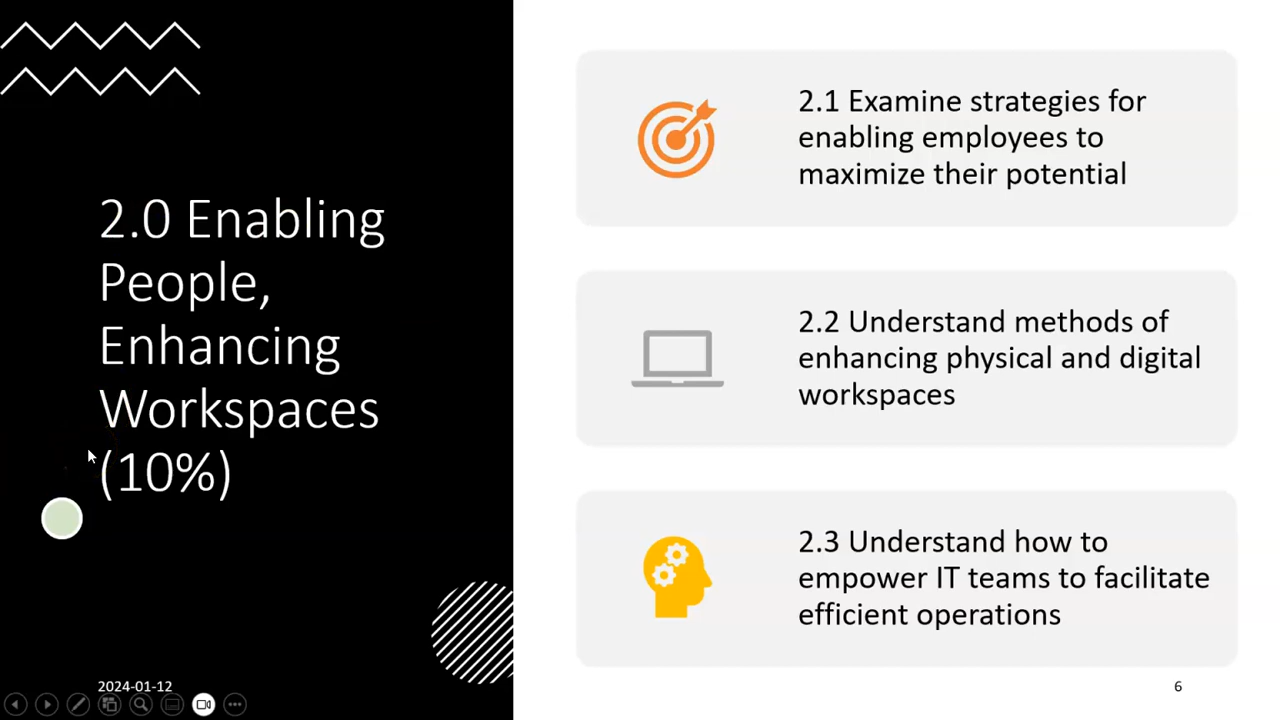 2.0 Enabling
People,
Enhancing
Workspaces
(10%)
2.1 Examine strategies for
enabling employees to
maximize their potential
2.2 Understand methods of
enhancing physical and digital
workspaces
2.3 Understand how to
empower IT teams to facilitate
efficient operations
2024-01-12
6